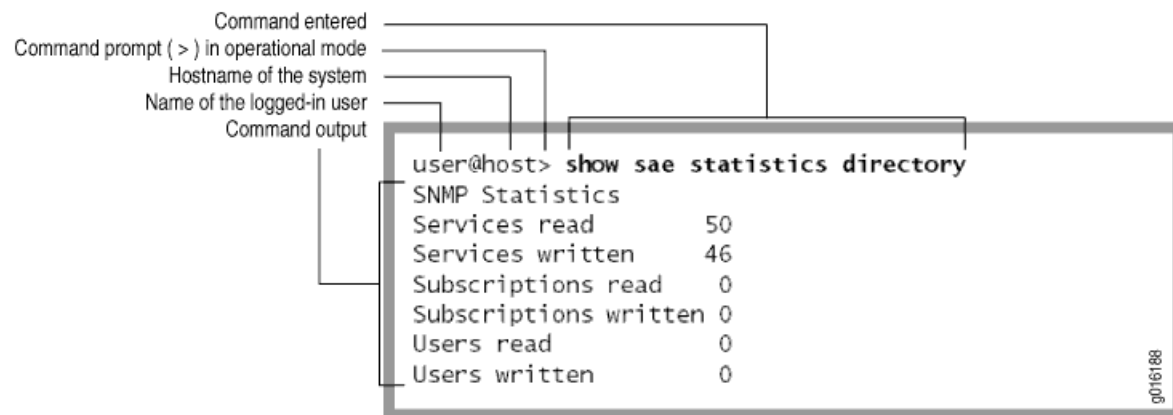 Command entered
Command prompt ( > ) in operational mode
Hostname of the system
Name of the logged-in user
Command output
user@host> show sae statistics directory
SNMP Statistics
Services read 50
Services written 46
Subscriptions read 0
Subscriptions written 0
Users read 0
Users written 0
g016188